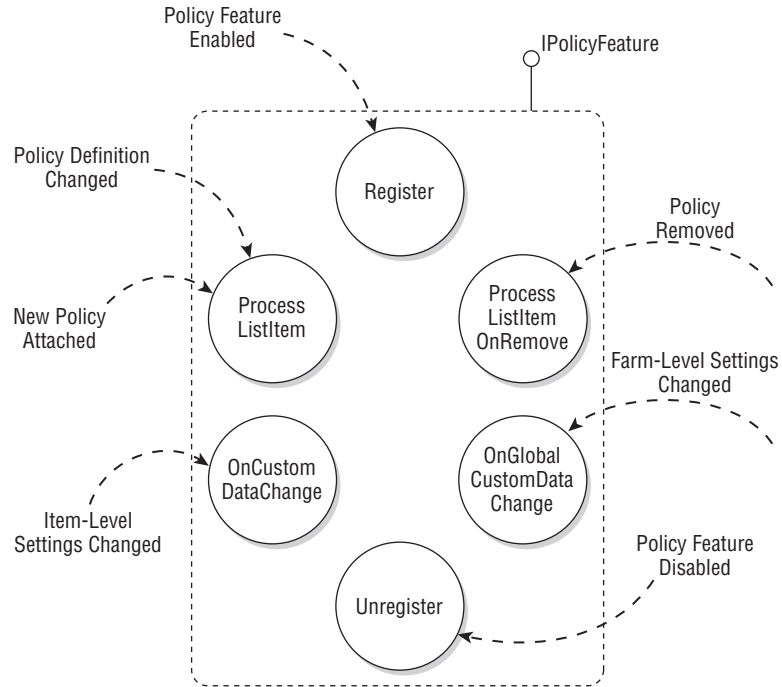 Policy Feature
Enabled
IPolicyFeature
Policy Definition
Changed
Register
Policy
Removed
New Policy
Attached
Process
ListItem
Process
ListItem
OnRemove
Farm-Level Settings
Changed
OnCustom
DataChange
OnGlobal
CustomData
Change
Item-Level
Settings Changed
Policy Feature
Disabled
Unregister